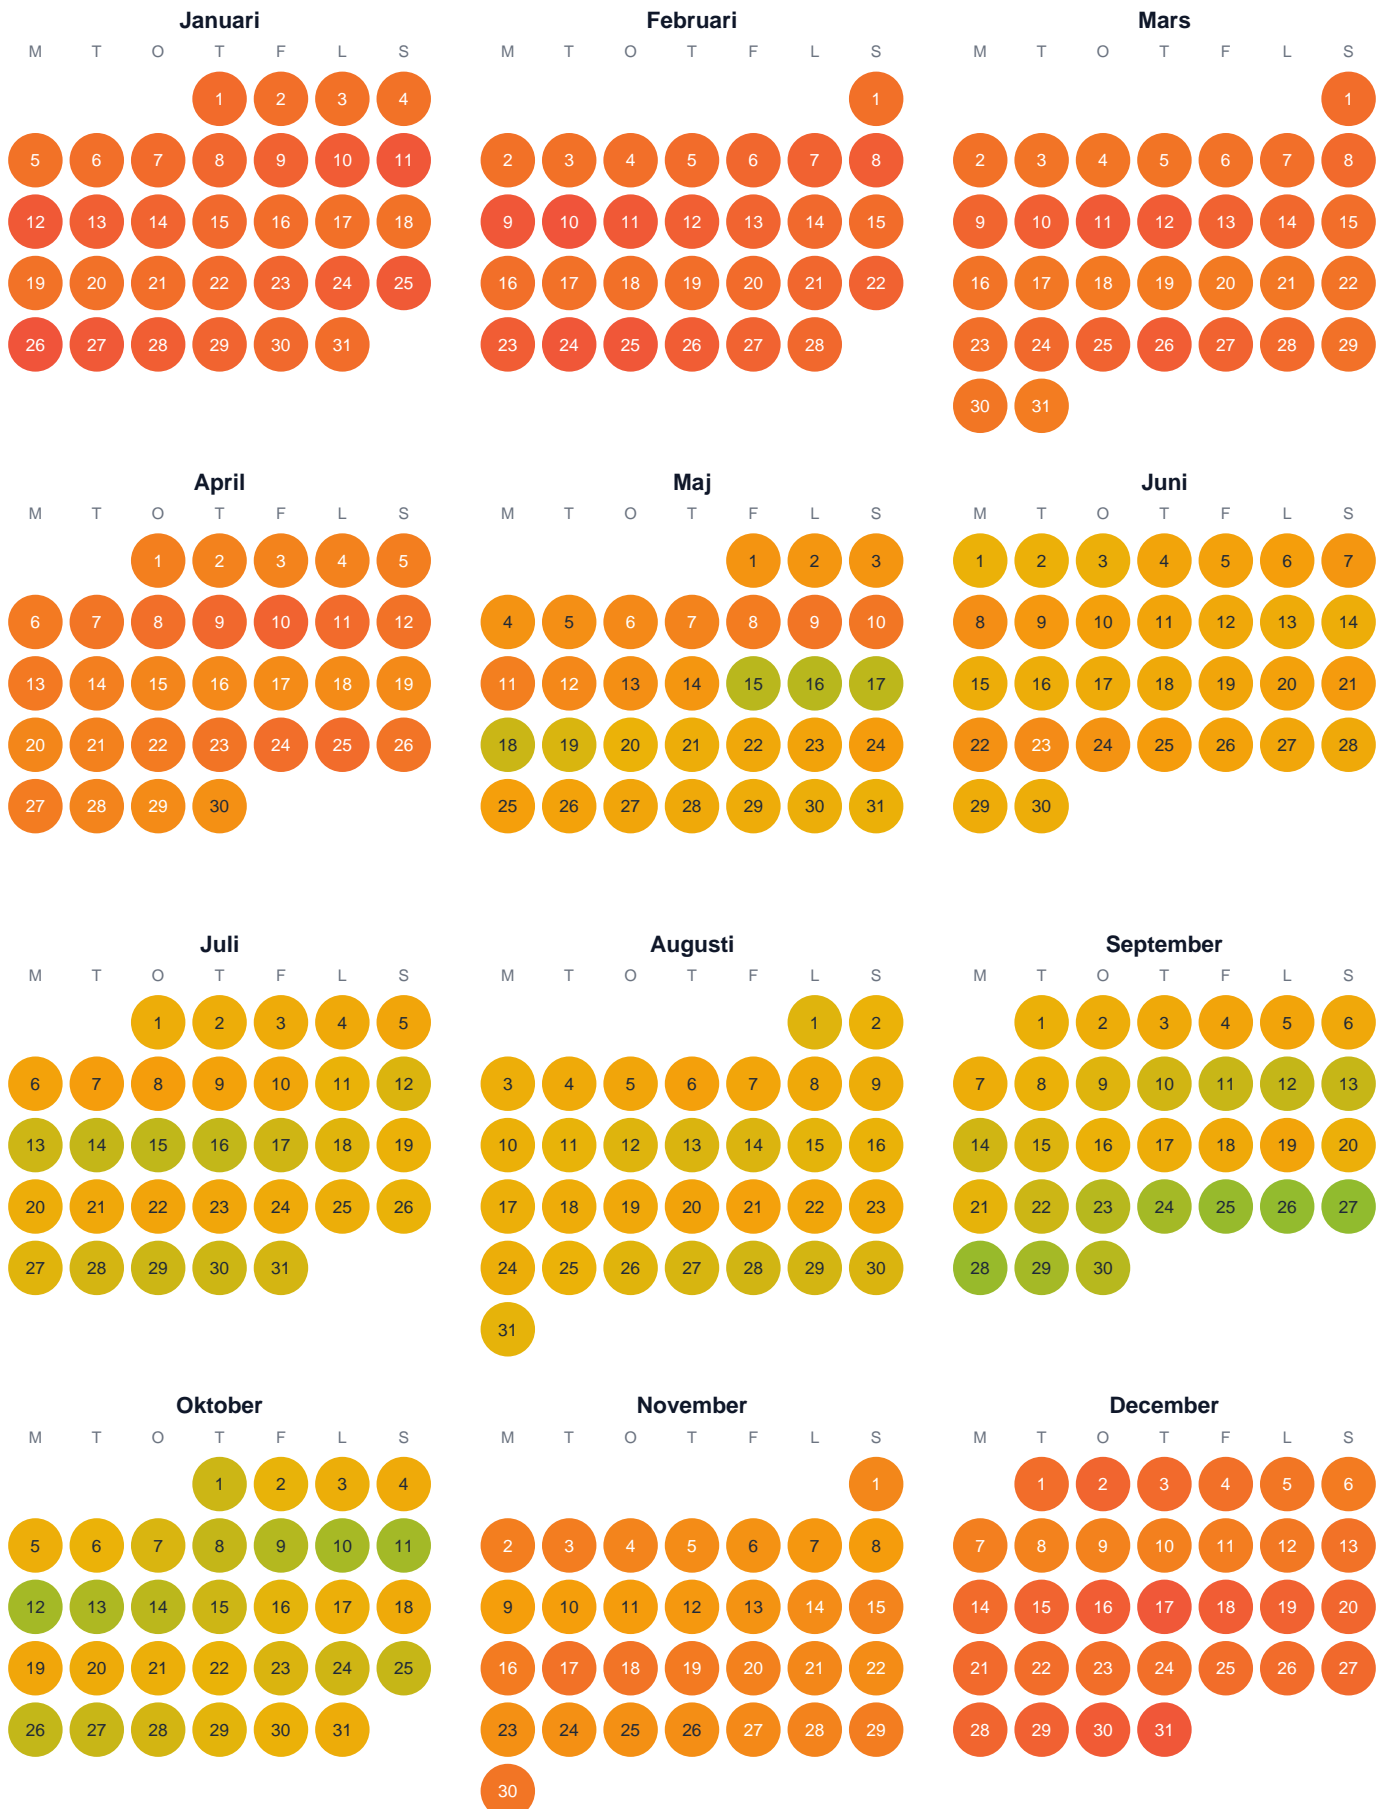 Januari Februari Mars
M T O T F L S M T O T F L S M T O T F L S
1 2 3 4 1 1
5 6 7 8 9 10 11 2 3 4 5 6 7 8 2 3 4 5 6 7 8
12 13 14 15 16 17 18 9 10 11 12 13 14 15 9 10 11 12 13 14 15
19 20 21 22 23 24 25 16 17 18 19 20 21 22 16 17 18 19 20 21 22
26 27 28 29 30 31 23 24 25 26 27 28 23 24 25 26 27 28 29
30 31
April Maj Juni
M T O T F L S M T O T F L S M T O T F L S
1 2 3 4 5 1 2 3 1 2 3 4 5 6 7
6 7 8 9 10 11 12 4 5 6 7 8 9 10 8 9 10 11 12 13 14
13 14 15 16 17 18 19 11 12 13 14 15 16 17 15 16 17 18 19 20 21
20 21 22 23 24 25 26 18 19 20 21 22 23 24 22 23 24 25 26 27 28
27 28 29 30 25 26 27 28 29 30 31 29 30
Juli Augusti September
M T O T F L S M T O T F L S M T O T F L S
1 2 3 4 5 1 2 1 2 3 4 5 6
6 7 8 9 10 11 12 3 4 5 6 7 8 9 7 8 9 10 11 12 13
13 14 15 16 17 18 19 10 11 12 13 14 15 16 14 15 16 17 18 19 20
20 21 22 23 24 25 26 17 18 19 20 21 22 23 21 22 23 24 25 26 27
27 28 29 30 31 24 25 26 27 28 29 30 28 29 30
31
Oktober November December
M T O T F L S M T O T F L S M T O T F L S
1 2 3 4 1 1 2 3 4 5 6
5 6 7 8 9 10 11 2 3 4 5 6 7 8 7 8 9 10 11 12 13
12 13 14 15 16 17 18 9 10 11 12 13 14 15 14 15 16 17 18 19 20
19 20 21 22 23 24 25 16 17 18 19 20 21 22 21 22 23 24 25 26 27
26 27 28 29 30 31 23 24 25 26 27 28 29 28 29 30 31
30